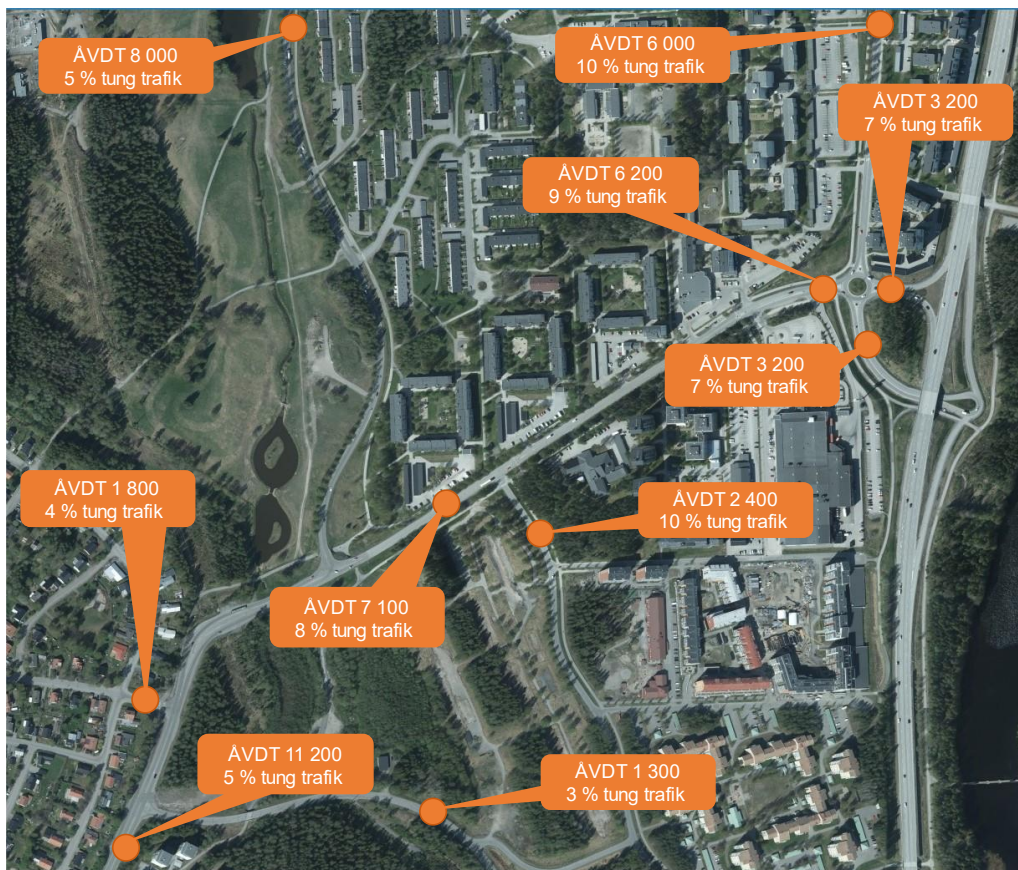 ÅVDT 8 000
5 % tung trafik
ÅVDT 6 000
10 % tung trafik
ÅVDT 3 200
7 % tung trafik
ÅVDT 6 200
9 % tung trafik
ÅVDT 3 200
7 % tung trafik
ÅVDT 1 800
4 % tung trafik
ÅVDT 2 400
10 % tung trafik
ÅVDT 7 100
8 % tung trafik
ÅVDT 11 200
5 % tung trafik
ÅVDT 1 300
3 % tung trafik